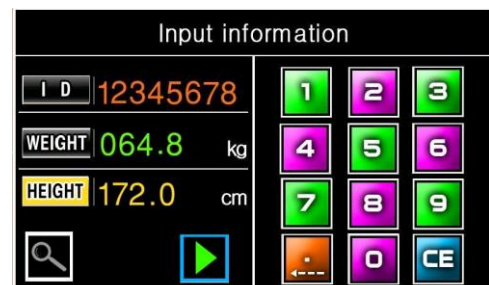 Input information
I D 12345678
WEIGHT 064.8 kg
HEIGHT 172.0 cm
1 2 3
4 5 6
7 8 9
. 0 CE